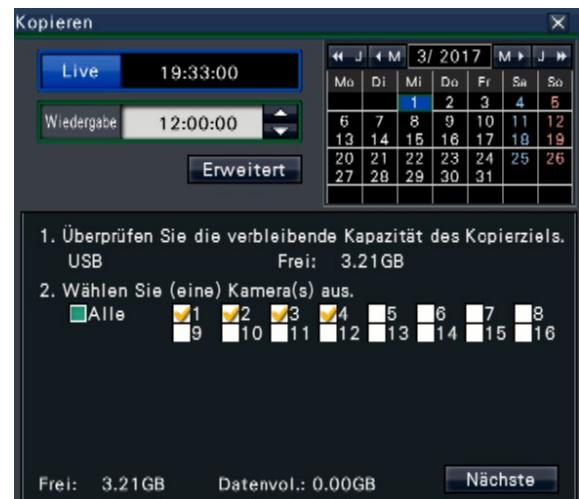 Kopieren
Live 19:33:00
Wiedergabe 12:00:00
Erweitert
J M 3/ 2017 M J
Mo Di Mi Do Fr Sa So
1 2 3 4 5
6 7 8 9 10 11 12
13 14 15 16 17 18 19
20 21 22 23 24 25 26
27 28 29 30 31
1. Überprüfen Sie die verbleibende Kapazität des Kopierziels.
USB Frei: 3.21GB
2. Wählen Sie (eine) Kamera(s) aus.
Alle 1 2 3 4 5 6 7 8
9 10 11 12 13 14 15 16
Frei: 3.21GB Datenvol.: 0.00GB Nächste